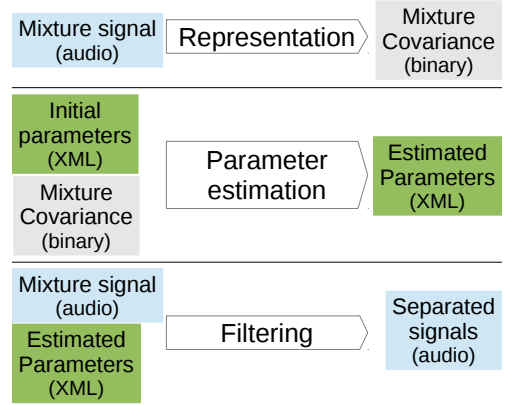 Mixture signal
(audio)
Representation
Mixture
Covariance
(binary)
Initial
parameters
(XML)
Mixture
Covariance
(binary)
Parameter
estimation
Estimated
Parameters
(XML)
Mixture signal
(audio)
Estimated
Parameters
(XML)
Filtering
Separated
signals
(audio)